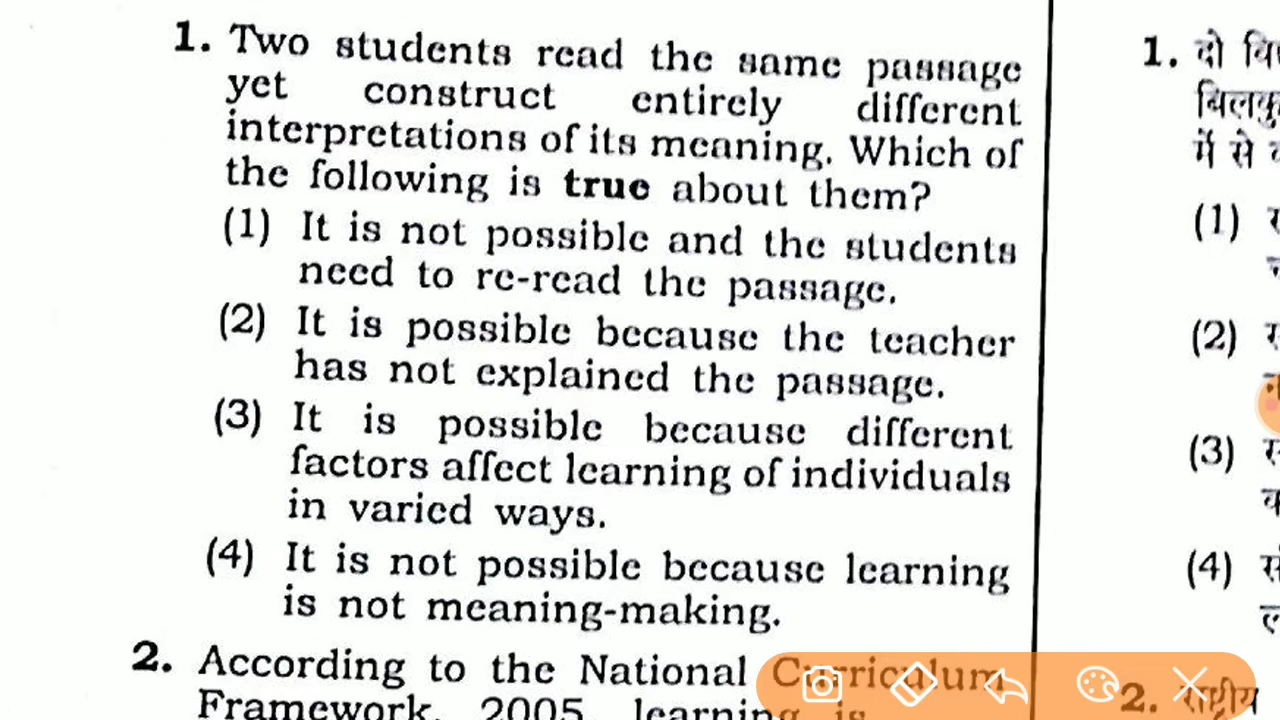 1. Two students read the same passage
yet construct entirely different
interpretations of its meaning. Which of
the following is true about them?
(1) It is not possible and the students
need to re-read the passage.
(2) It is possible because the teacher
has not explained the passage.
(3) It is possible because different
factors affect learning of individuals
in varied ways.
(4) It is not possible because learning
is not meaning-making.
2. According to the National Curriculum
Framework, 2005, learning is
1. दो
में से
(1)
(2)
(3)
(4)
2. राष्ट्रीय